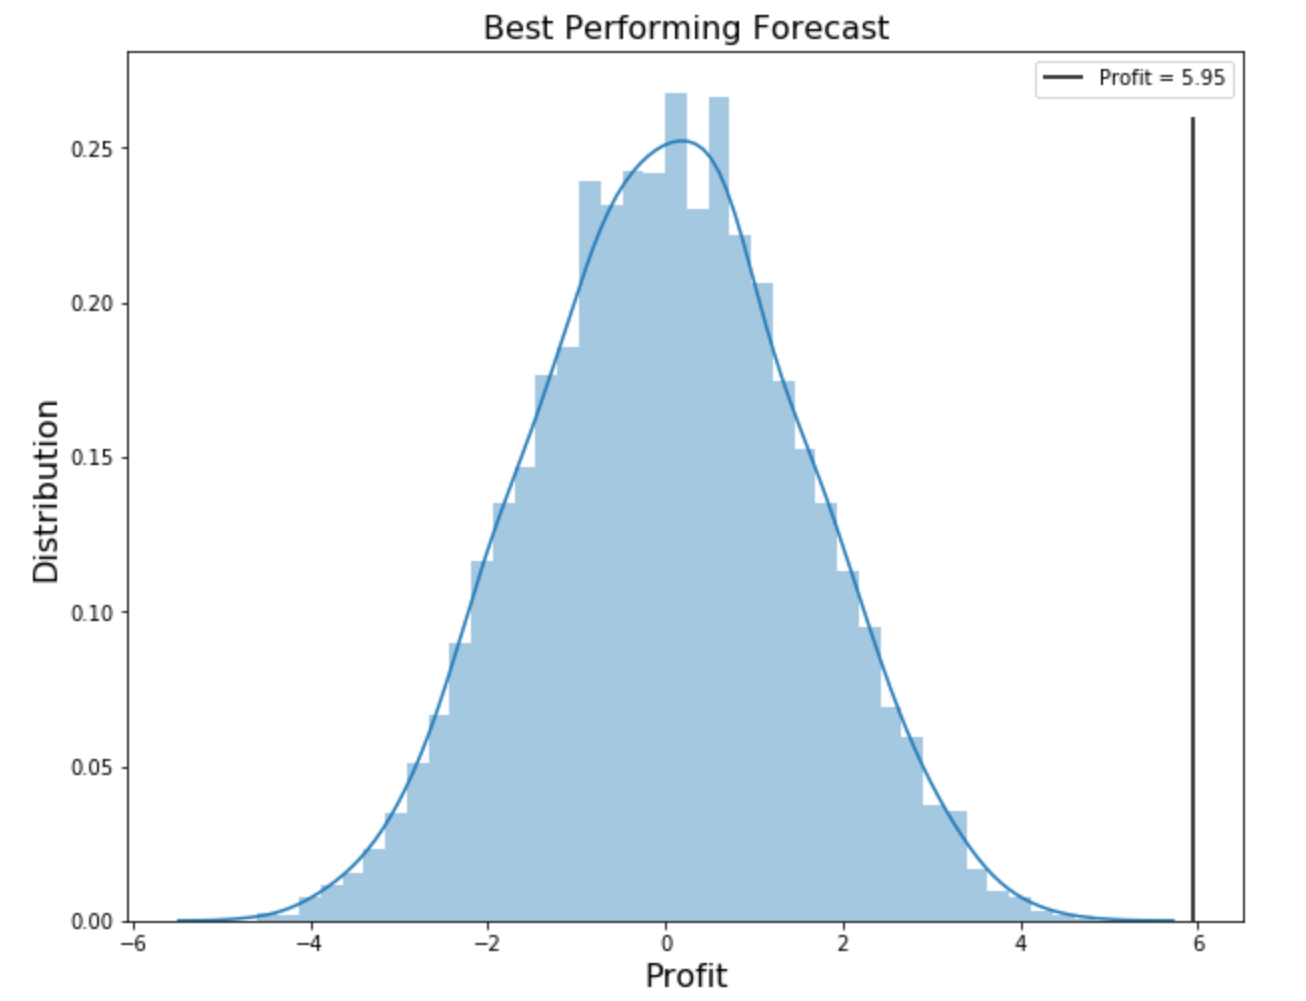 Best Performing Forecast
Profit = 5.95
0.25
0.20
0.15
0.10
0.05
0.00
Distribution
−6 −4 −2 0 2 4 6
Profit